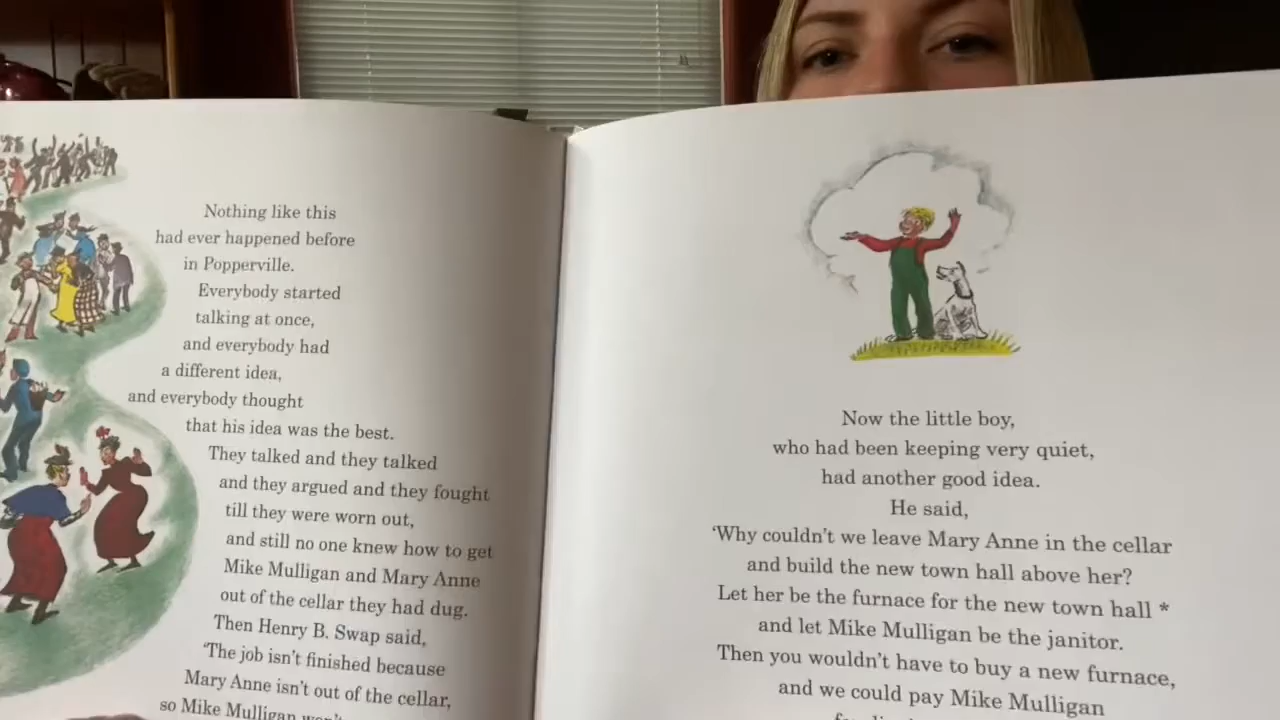 Nothing like this
had ever happened before
in Popperville.
Everybody started
talking at once,
and everybody had
a different idea,
and everybody thought
that his idea was the best.
They talked and they talked
and they argued and they fought
till they were worn out,
and still no one knew how to get
Mike Mulligan and Mary Anne
out of the cellar they had dug.
Then Henry B. Swap said,
‘The job isn’t finished because
Mary Anne isn’t out of the cellar,
so Mike Mulligan
Now the little boy,
who had been keeping very quiet,
had another good idea.
He said,
‘Why couldn’t we leave Mary Anne in the cellar
and build the new town hall above her?
Let her be the furnace for the new town hall *
and let Mike Mulligan be the janitor.
Then you wouldn’t have to buy a new furnace,
and we could pay Mike Mulligan